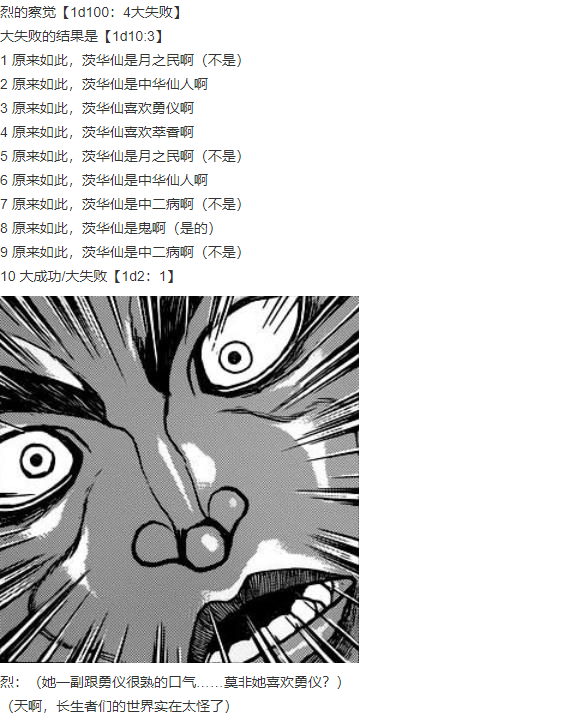 烈的察觉【1d100：4大失败】
大失败的结果是【1d10:3】
1 原来如此，茨华仙是月之民啊（不是）
2 原来如此，茨华仙是中华仙人啊
3 原来如此，茨华仙喜欢勇仪啊
4 原来如此，茨华仙喜欢萃香啊
5 原来如此，茨华仙是月之民啊（不是）
6 原来如此，茨华仙是中华仙人啊
7 原来如此，茨华仙是中二病啊（不是）
8 原来如此，茨华仙是鬼啊（是的）
9 原来如此，茨华仙是中二病啊（不是）
10 大成功/大失败【1d2：1】
烈：（她一副跟勇仪很熟的口气……莫非她喜欢勇仪？）
（天啊，长生者们的世界实在太怪了）